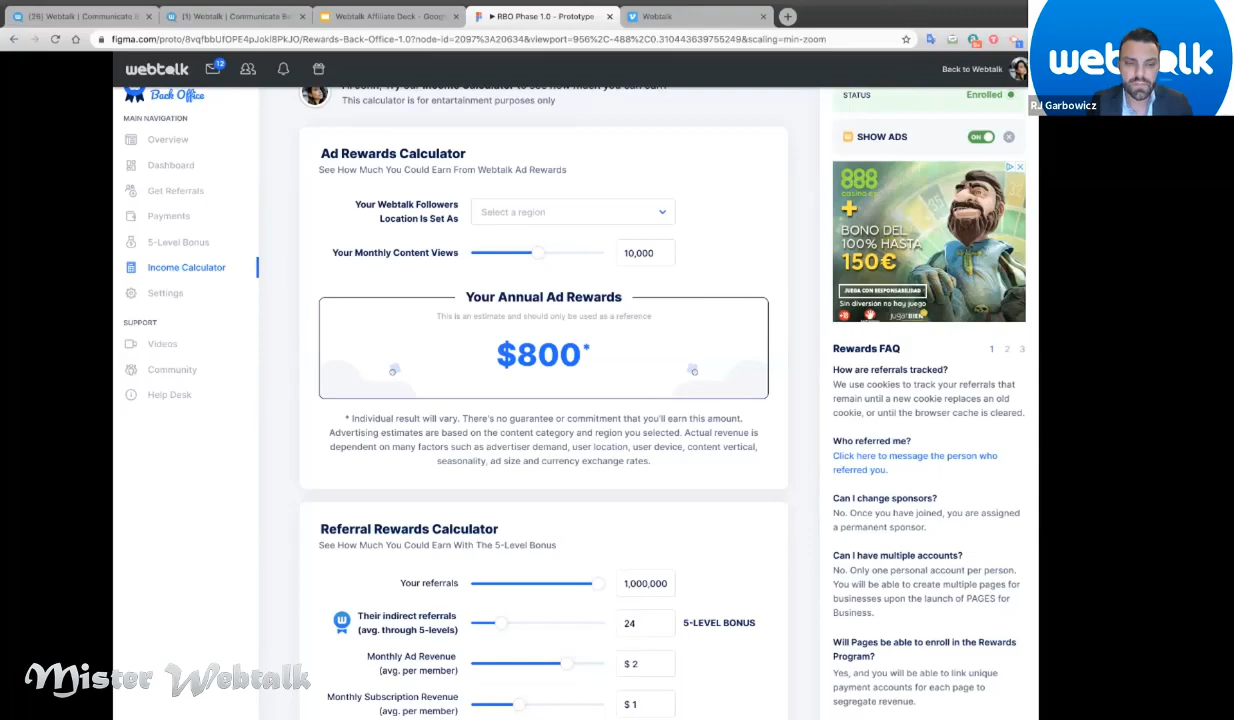 (26) Webtalk | Communicate B
(1) Webtalk | Communicate Be
Webtalk Affiliate Deck - Goog
▶ RBO Phase 1.0 - Prototype
Webtalk
figma.com/proto/8vqfbbUfOPE4pJokl8PkJO/Rewards-Back-Office-1.0?node-id=2097%3A20634&viewport=956%2C-488%2C0.310443639755249&scaling=min-zoom
webtalk
12
Back to Webtalk
webtalk
RJ Garbowicz
Back Office
MAIN NAVIGATION
Overview
Dashboard
Get Referrals
Payments
5-Level Bonus
Income Calculator
Settings
SUPPORT
Videos
Community
Help Desk
This calculator is for entartainment purposes only
Ad Rewards Calculator
See How Much You Could Earn From Webtalk Ad Rewards
Your Webtalk Followers
Location Is Set As
Select a region
Your Monthly Content Views
10,000
Your Annual Ad Rewards
This is an estimate and should only be used as a reference
$800*
* Individual result will vary. There's no guarantee or commitment that you'll earn this amount.
Advertising estimates are based on the content category and region you selected. Actual revenue is
dependent on many factors such as advertiser demand, user location, user device, content vertical,
seasonality, ad size and currency exchange rates.
Referral Rewards Calculator
See How Much You Could Earn With The 5-Level Bonus
Your referrals
1,000,000
Their indirect referrals
(avg. through 5-levels)
24
5-LEVEL BONUS
Monthly Ad Revenue
(avg. per member)
$ 2
Monthly Subscription Revenue
(avg. per member)
$ 1
STATUS
Enrolled
SHOW ADS
ON
888
casino.es
+
BONO DEL
100% HASTA
150€
JUEGA CON RESPONSABILIDAD
Sin diversión no hay juego
+18
jugarBIEN
Rewards FAQ
1 2 3
How are referrals tracked?
We use cookies to track your referrals that
remain until a new cookie replaces an old
cookie, or until the browser cache is cleared.
Who referred me?
Click here to message the person who
referred you.
Can I change sponsors?
No. Once you have joined, you are assigned
a permanent sponsor.
Can I have multiple accounts?
No. Only one personal account per person.
You will be able to create multiple pages for
businesses upon the launch of PAGES for
Business.
Will Pages be able to enroll in the Rewards
Program?
Yes, and you will be able to link unique
payment accounts for each page to
segregate revenue.
Mister Webtalk